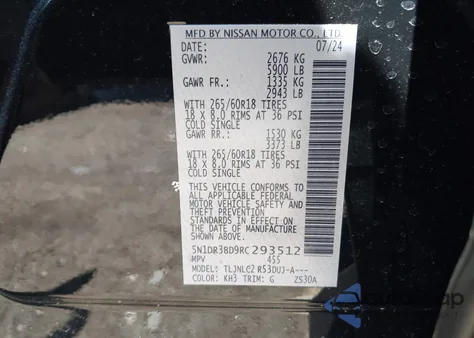 MFD BY NISSAN MOTOR CO., LTD.
DATE: 07/24
GVWR: 2676 KG
5900 LB
GAWR FR.: 1335 KG
2943 LB
WITH 265/60R18 TIRES
18 X 8.0 RIMS AT 36 PSI
COLD SINGLE
GAWR RR.: 1530 KG
3373 LB
WITH 265/60R18 TIRES
18 X 8.0 RIMS AT 36 PSI
COLD SINGLE
THIS VEHICLE CONFORMS TO
ALL APPLICABLE FEDERAL
MOTOR VEHICLE SAFETY AND
THEFT PREVENTION
STANDARDS IN EFFECT ON
THE DATE OF MANUFACTURE
SHOWN ABOVE.
5N1DR3BD9RC293512
MPV 455
MODEL: TLJNLC2 R53DUJ-A---
COLOR: KH3 TRIM: G ZS30A